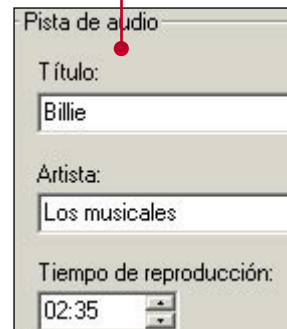 Pista de audio
Título:
Billie
Artista:
Los musicales
Tiempo de reproducción:
02:35